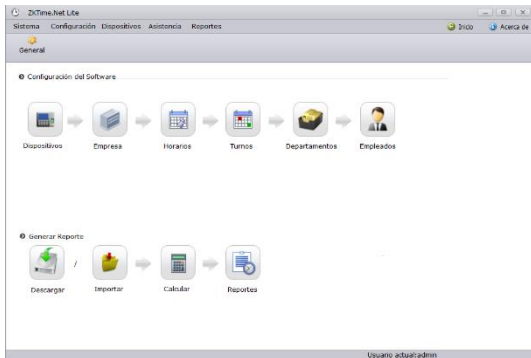 ZKTime.Net Lite
Sistema Configuración Dispositivos Asistencia Reportes Inicio Acerca de
General
Configuración del Software
Dispositivos Empresa Horarios Turnos Departamentos Empleados
Generar Reporte
/
Descargar Importar Calcular Reportes
Usuario actual:admin